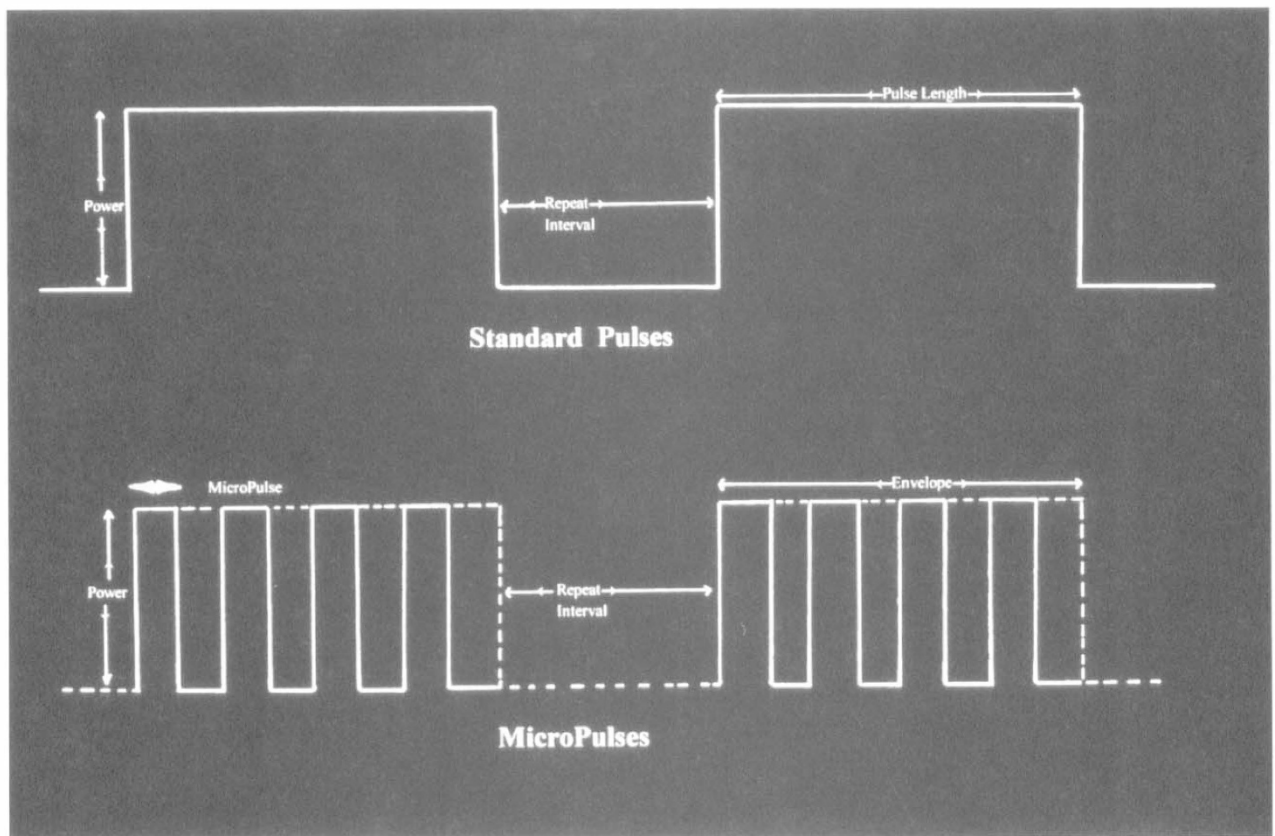 Pulse Length
Power
Repeat
Interval
Standard Pulses
MicroPulse
Envelope
Power
Repeat
Interval
MicroPulses